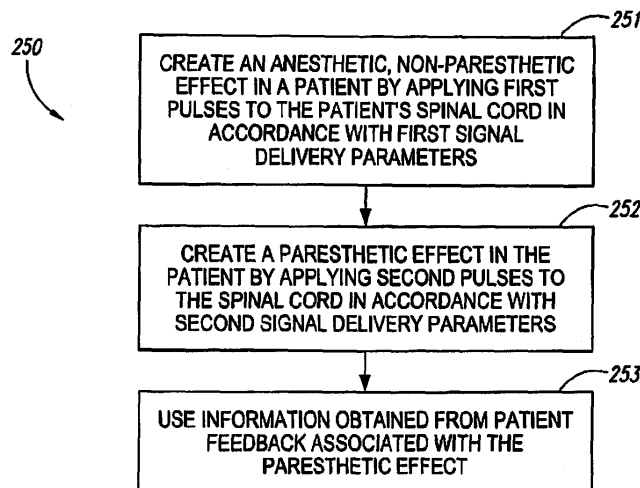 250
251
CREATE AN ANESTHETIC, NON-PARESTHETIC
EFFECT IN A PATIENT BY APPLYING FIRST
PULSES TO THE PATIENT'S SPINAL CORD IN
ACCORDANCE WITH FIRST SIGNAL
DELIVERY PARAMETERS
252
CREATE A PARESTHETIC EFFECT IN THE
PATIENT BY APPLYING SECOND PULSES TO
THE SPINAL CORD IN ACCORDANCE WITH
SECOND SIGNAL DELIVERY PARAMETERS
253
USE INFORMATION OBTAINED FROM PATIENT
FEEDBACK ASSOCIATED WITH THE
PARESTHETIC EFFECT